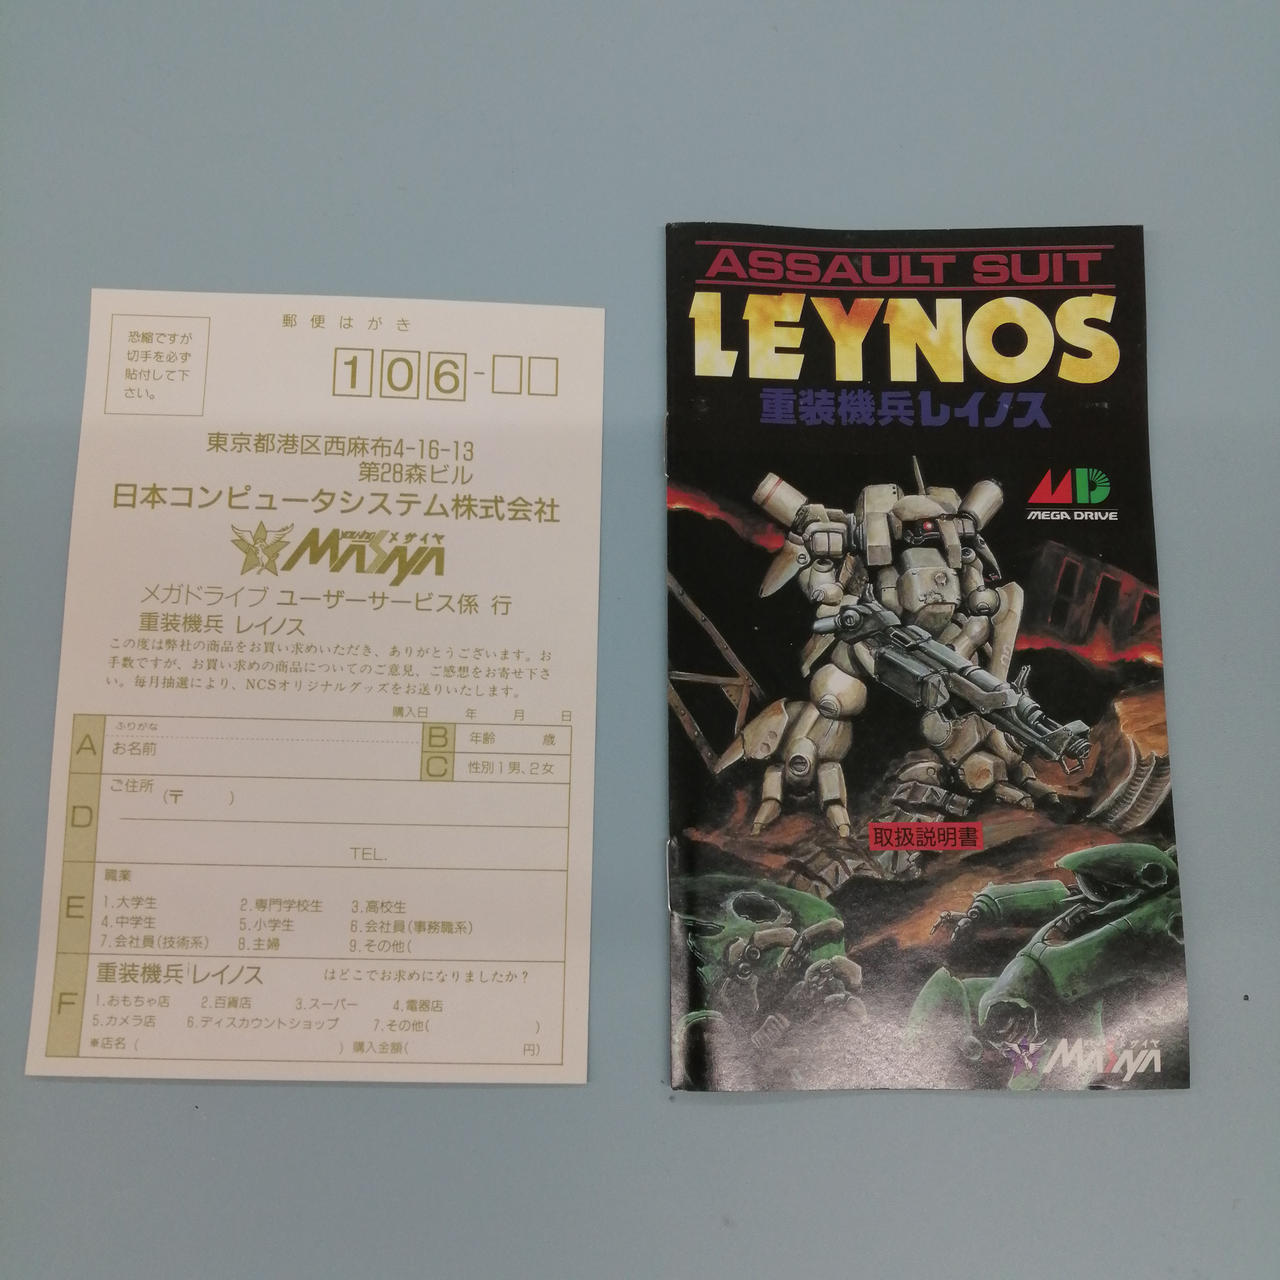 郵便はがき
恐縮ですが
切手を必ず
貼付して下
さい。
106-
東京都港区西麻布4-16-13
第28森ビル
日本コンピュータシステム株式会社
MASAYA メサイヤ
メガドライブ ユーザーサービス係 行
重装機兵 レイノス
この度は弊社の商品をお買い求めいただき、ありがとうございます。お
手数ですが、お買い求めの商品についてのご意見、ご感想をお寄せ下さ
い。毎月抽選により、NCSオリジナルグッズをお送りいたします。
購入日 年 月 日
A ふりがな
お名前
B 年齢 歳
C 性別1男、2女
D ご住所 (〒 )
TEL.
E 職業
1.大学生 2.専門学校生 3.高校生
4.中学生 5.小学生 6.会社員(事務職系)
7.会社員(技術系) 8.主婦 9.その他(
F 重装機兵レイノス はどこでお求めになりましたか?
1.おもちゃ店 2.百貨店 3.スーパー 4.電器店
5.カメラ店 6.ディスカウントショップ 7.その他( )
※店名( ) 購入金額( 円)
ASSAULT SUIT
LEYNOS
重装機兵レイノス
MD
MEGA DRIVE
取扱説明書
メサイヤ
MASAYA